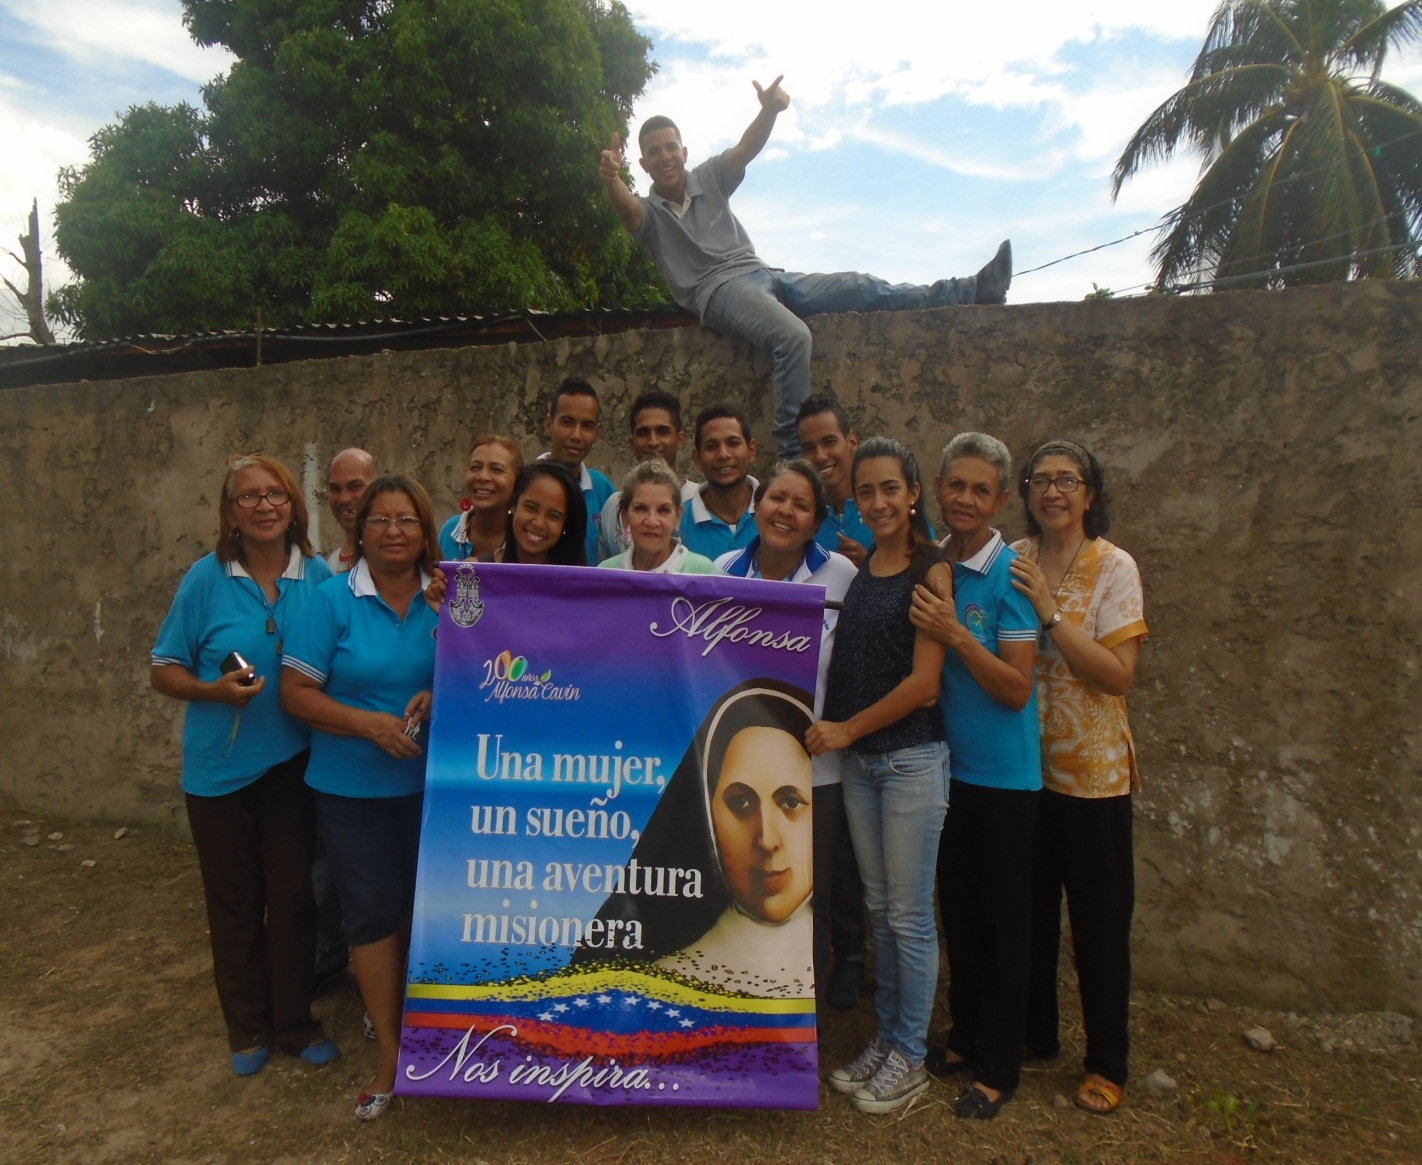 Alfonsa
200 años
Alfonsa Cavin
Una mujer,
un sueño,
una aventura
misionera
Nos inspira...